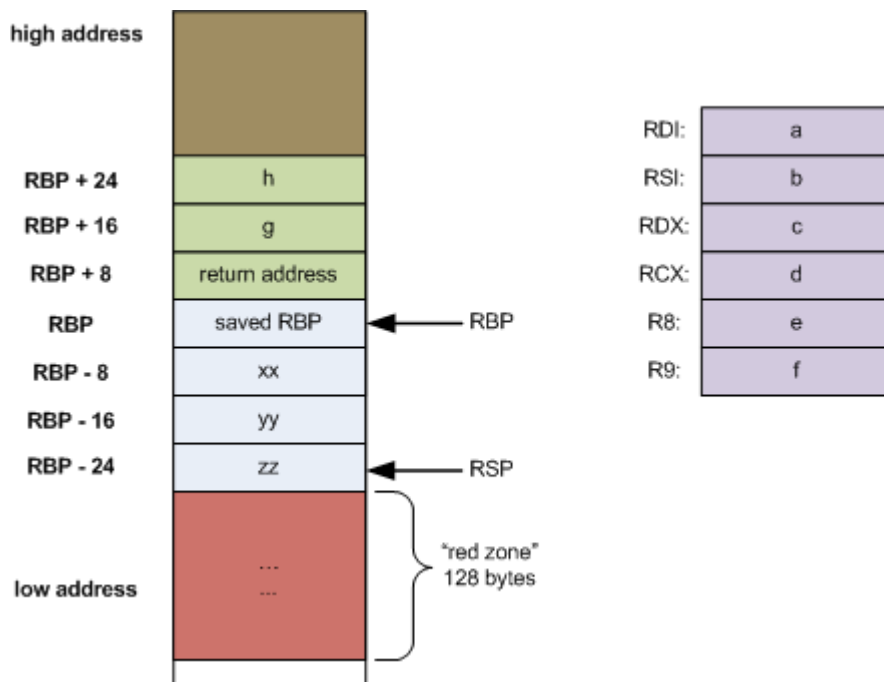 high address
RBP + 24
h
RBP + 16
g
RBP + 8
return address
RBP
saved RBP
RBP
RBP - 8
xx
RBP - 16
yy
RBP - 24
zz
RSP
...
...
"red zone"
128 bytes
low address
RDI:
a
RSI:
b
RDX:
c
RCX:
d
R8:
e
R9:
f